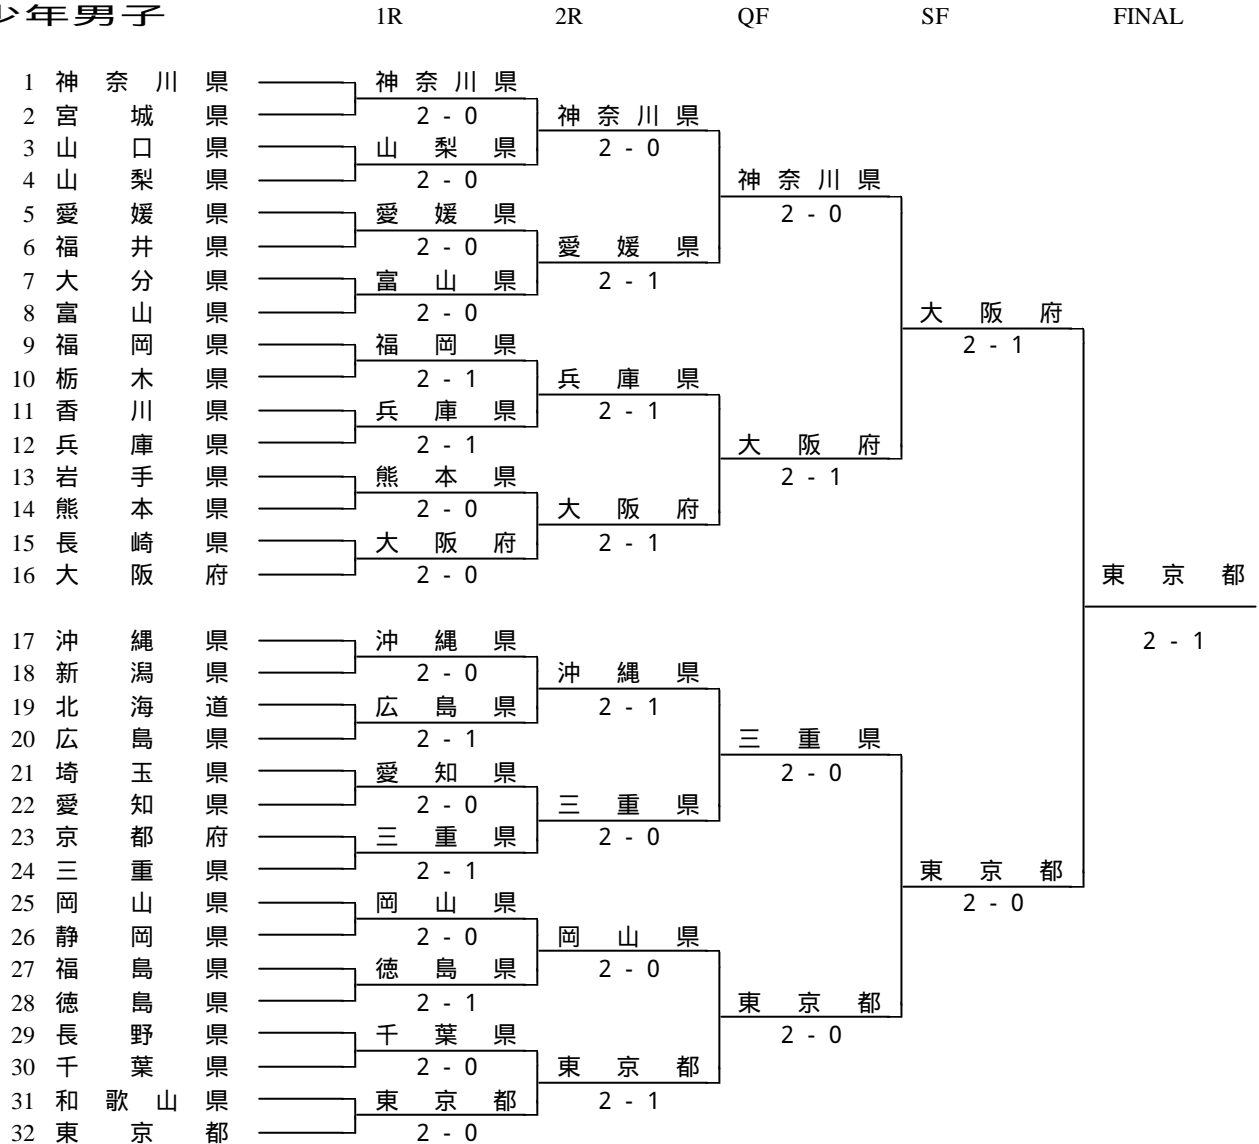 少年男子 1R 2R QF SF FINAL
1 神奈川県 神奈川県
2 宮城県 2 - 0 神奈川県
3 山口県 山梨県 2 - 0
4 山梨県 2 - 0 神奈川県
5 愛媛県 愛媛県 2 - 0
6 福井県 2 - 0 愛媛県
7 大分県 富山県 2 - 1
8 富山県 2 - 0 大阪府
9 福岡県 福岡県 2 - 1
10 栃木県 2 - 1 兵庫県
11 香川県 兵庫県 2 - 1
12 兵庫県 2 - 1 大阪府
13 岩手県 熊本県 2 - 1
14 熊本県 2 - 0 大阪府
15 長崎県 大阪府 2 - 1
16 大阪府 2 - 0 東京都
17 沖縄県 沖縄県 2 - 1
18 新潟県 2 - 0 沖縄県
19 北海道 広島県 2 - 1
20 広島県 2 - 1 三重県
21 埼玉県 愛知県 2 - 0
22 愛知県 2 - 0 三重県
23 京都府 三重県 2 - 0
24 三重県 2 - 1 東京都
25 岡山県 岡山県 2 - 0
26 静岡県 2 - 0 岡山県
27 福島県 徳島県 2 - 0
28 徳島県 2 - 1 東京都
29 長野県 千葉県 2 - 0
30 千葉県 2 - 0 東京都
31 和歌山県 東京都 2 - 1
32 東京都 2 - 0